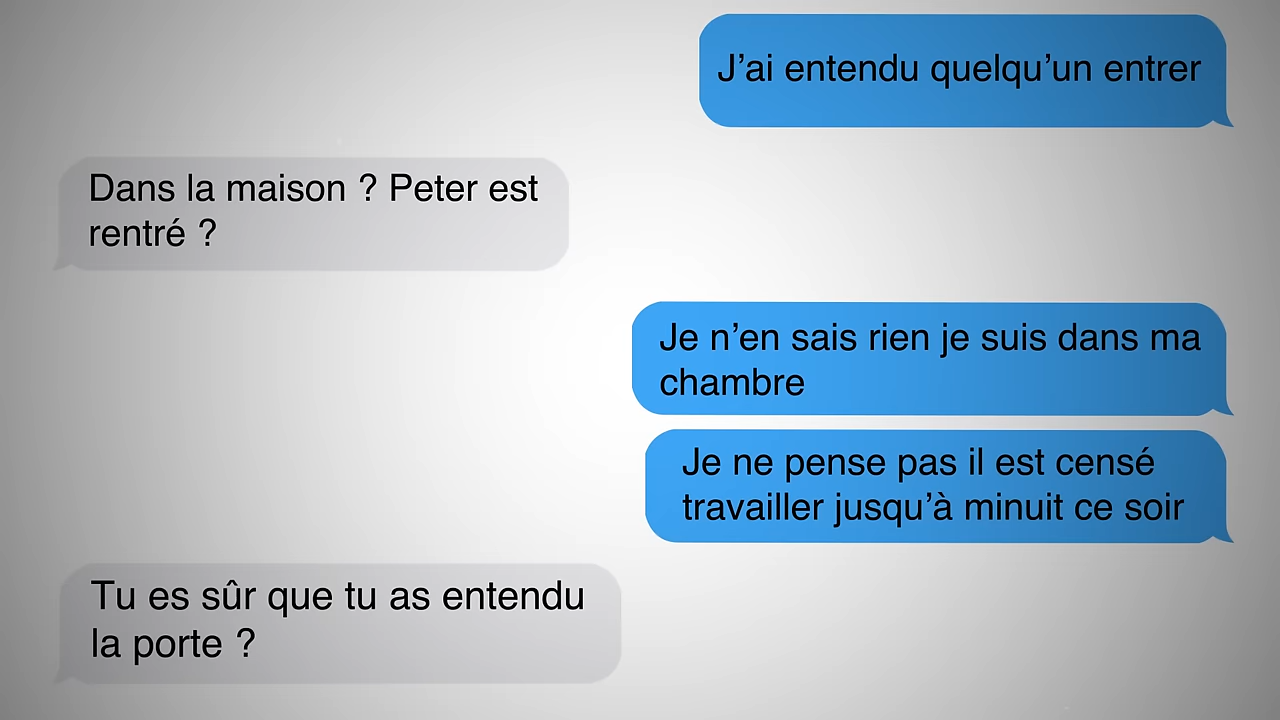 J’ai entendu quelqu’un entrer
Dans la maison ? Peter est
rentré ?
Je n’en sais rien je suis dans ma
chambre
Je ne pense pas il est censé
travailler jusqu’à minuit ce soir
Tu es sûr que tu as entendu
la porte ?